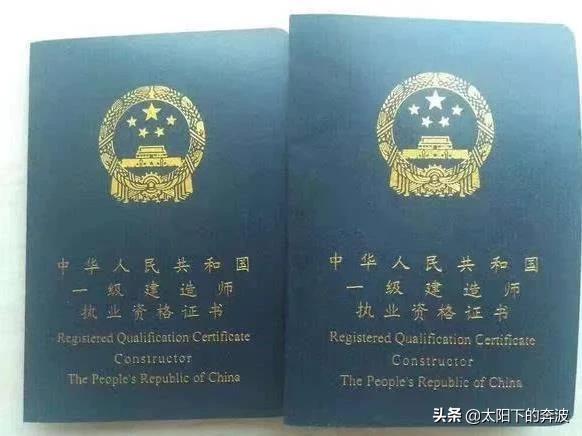 中华人民共和国
一级建造师
执业资格证书
Registered Qualification Certificate
Constructor
The People's Republic of China
中华人民共和国
一级建造师
执业资格证书
Registered Qualification Certificate
Constructor
The People's Republic of China
头条 @太阳下的奔波